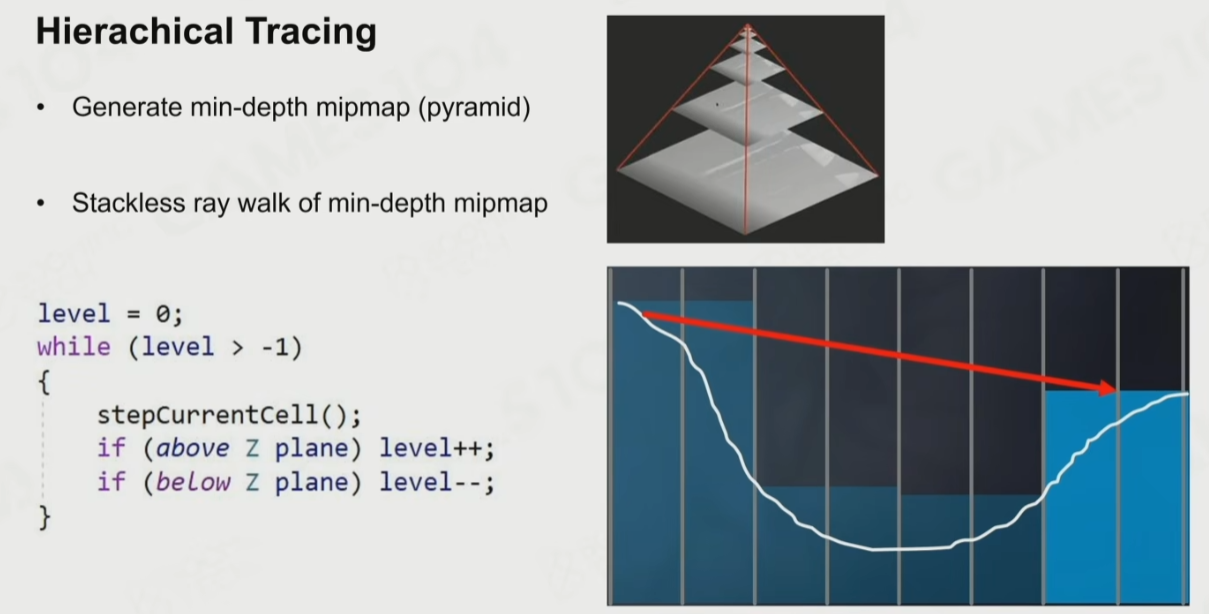 Hierachical Tracing
• Generate min-depth mipmap (pyramid)
• Stackless ray walk of min-depth mipmap
level = 0;
while (level > -1)
{
    stepCurrentCell();
    if (above Z plane) level++;
    if (below Z plane) level--;
}